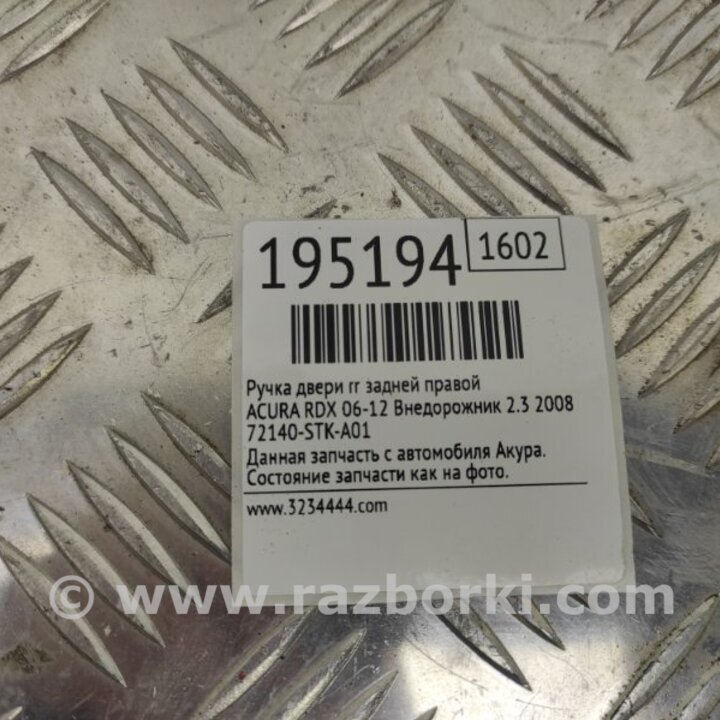 195194 1602
Ручка двери rr задней правой
ACURA RDX 06-12 Внедорожник 2.3 2008
72140-STK-A01
Данная запчасть с автомобиля Акура.
Состояние запчасти как на фото.
www.3234444.com
© www.razborki.com